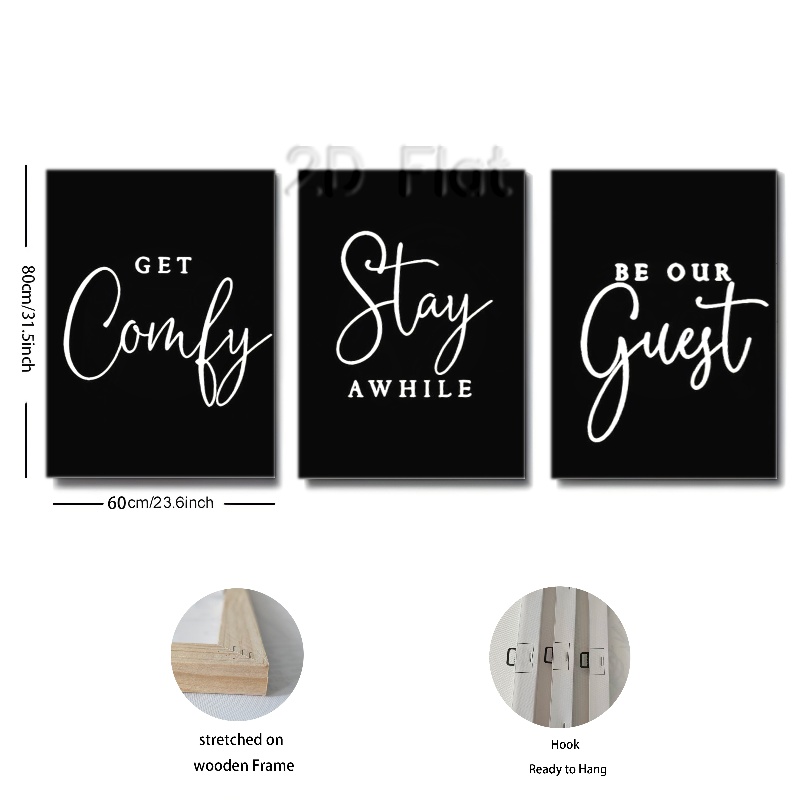 2D Flat
GET
Comfy
Stay
AWHILE
BE OUR
Guest
80cm/31.5inch
60cm/23.6inch
stretched on
wooden Frame
Hook
Ready to Hang